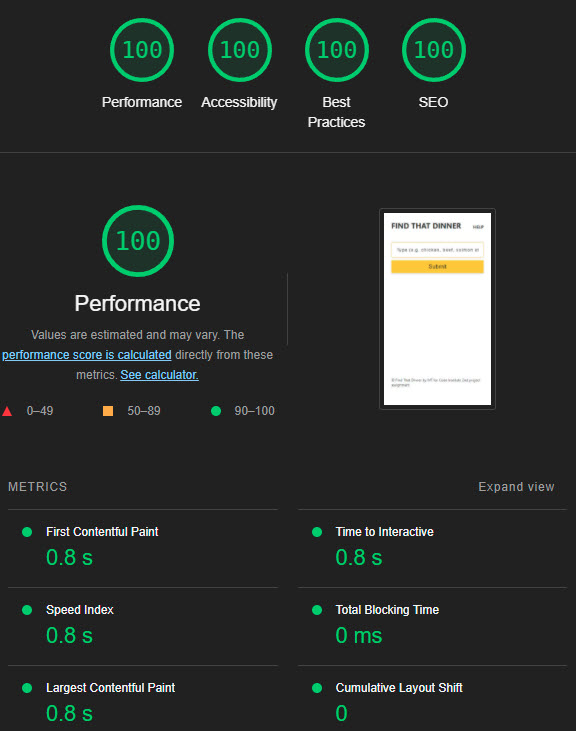 100 100 100 100
Performance Accessibility Best Practices SEO
100
Performance
Values are estimated and may vary. The
performance score is calculated directly from these
metrics. See calculator.
0–49 50–89 90–100
FIND THAT DINNER HELP
Type (e.g. chicken, beef, salmon et
Submit
METRICS Expand view
First Contentful Paint
0.8 s
Time to Interactive
0.8 s
Speed Index
0.8 s
Total Blocking Time
0 ms
Largest Contentful Paint
0.8 s
Cumulative Layout Shift
0